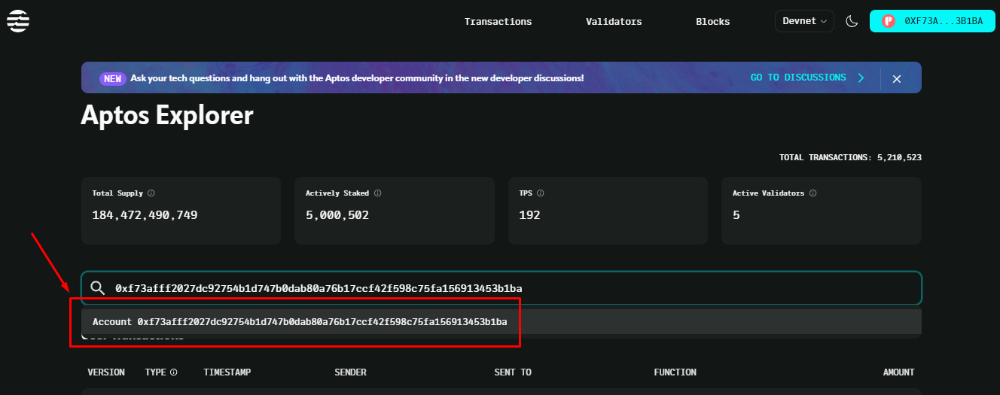 Transactions Validators Blocks Devnet 0XF73A...3B1BA
NEW Ask your tech questions and hang out with the Aptos developer community in the new developer discussions! GO TO DISCUSSIONS
Aptos Explorer
TOTAL TRANSACTIONS: 5,210,523
Total Supply Actively Staked TPS Active Validators
184,472,490,749 5,000,502 192 5
0xf73afff2027dc92754b1d747b0dab80a76b17ccf42f598c75fa156913453b1ba
Account 0xf73afff2027dc92754b1d747b0dab80a76b17ccf42f598c75fa156913453b1ba
VERSION TYPE TIMESTAMP SENDER SENT TO FUNCTION AMOUNT